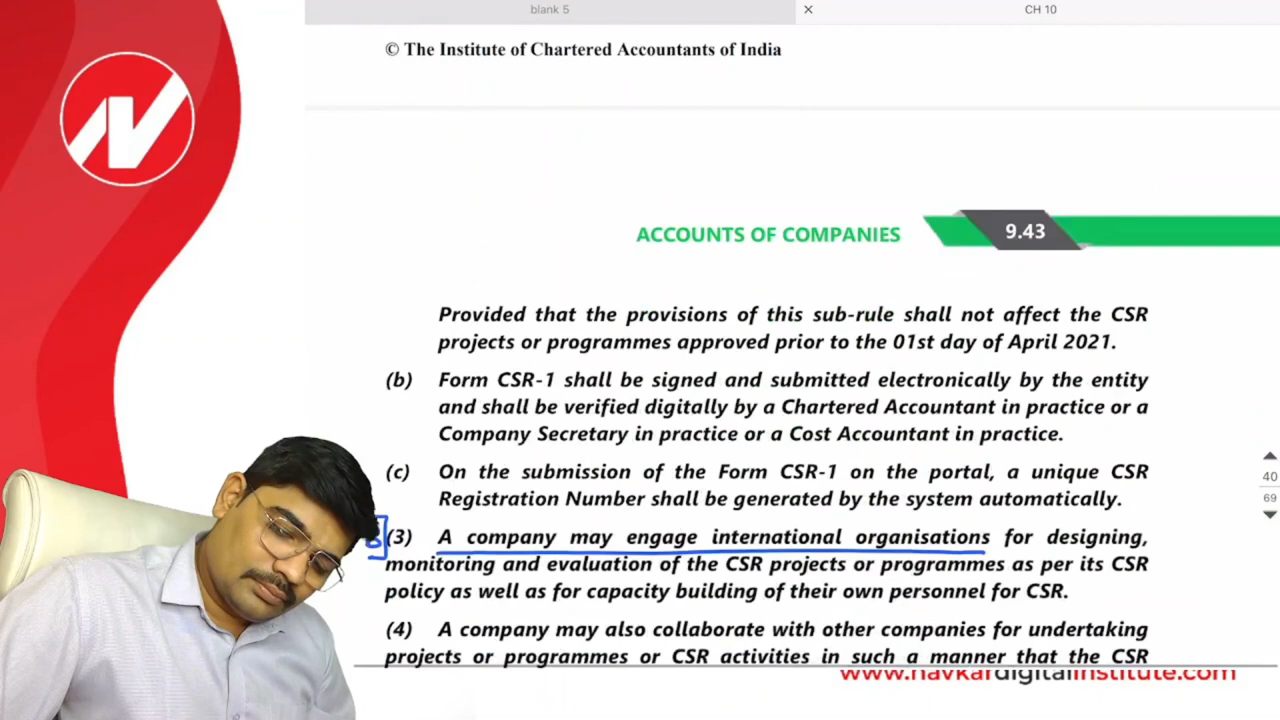 blank 5
× CH 10
© The Institute of Chartered Accountants of India
ACCOUNTS OF COMPANIES 9.43
Provided that the provisions of this sub-rule shall not affect the CSR
projects or programmes approved prior to the 01st day of April 2021.
(b) Form CSR-1 shall be signed and submitted electronically by the entity
and shall be verified digitally by a Chartered Accountant in practice or a
Company Secretary in practice or a Cost Accountant in practice.
(c) On the submission of the Form CSR-1 on the portal, a unique CSR
Registration Number shall be generated by the system automatically.
(3) A company may engage international organisations for designing,
monitoring and evaluation of the CSR projects or programmes as per its CSR
policy as well as for capacity building of their own personnel for CSR.
(4) A company may also collaborate with other companies for undertaking
projects or programmes or CSR activities in such a manner that the CSR
40
69
www.navkardigitalinstitute.com